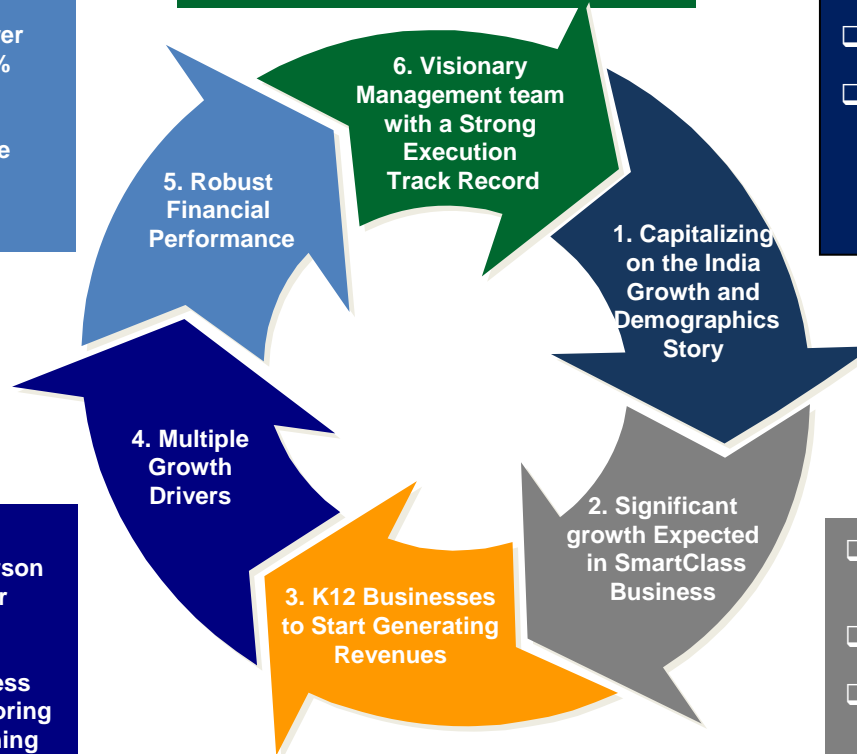 6. Visionary
Management team
with a Strong
Execution
Track Record
1. Capitalizing
on the India
Growth and
Demographics
Story
2. Significant
growth Expected
in SmartClass
Business
3. K12 Businesses
to Start Generating
Revenues
4. Multiple
Growth
Drivers
5. Robust
Financial
Performance
%